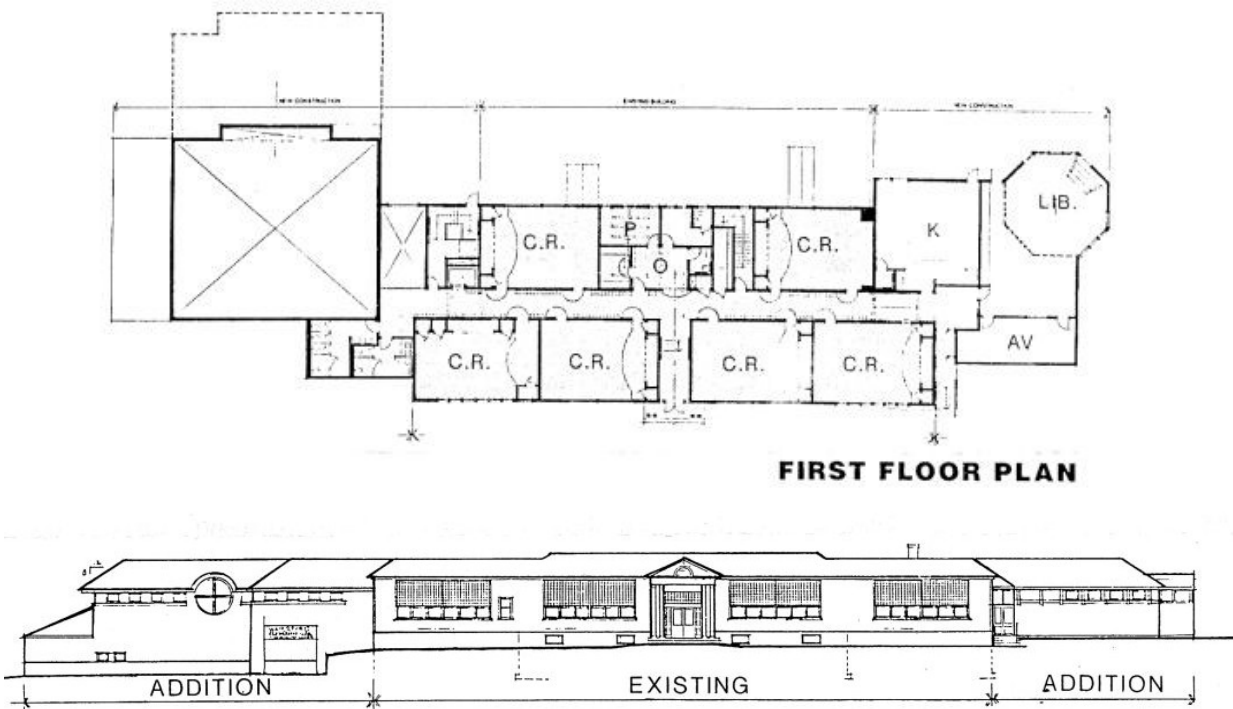 NEW CONSTRUCTION
EXISTING BUILDING
NEW CONSTRUCTION
LIB.
P
K
C.R.
C.R.
O
AV
C.R.
C.R.
C.R.
C.R.
FIRST FLOOR PLAN
ADDITION
EXISTING
ADDITION